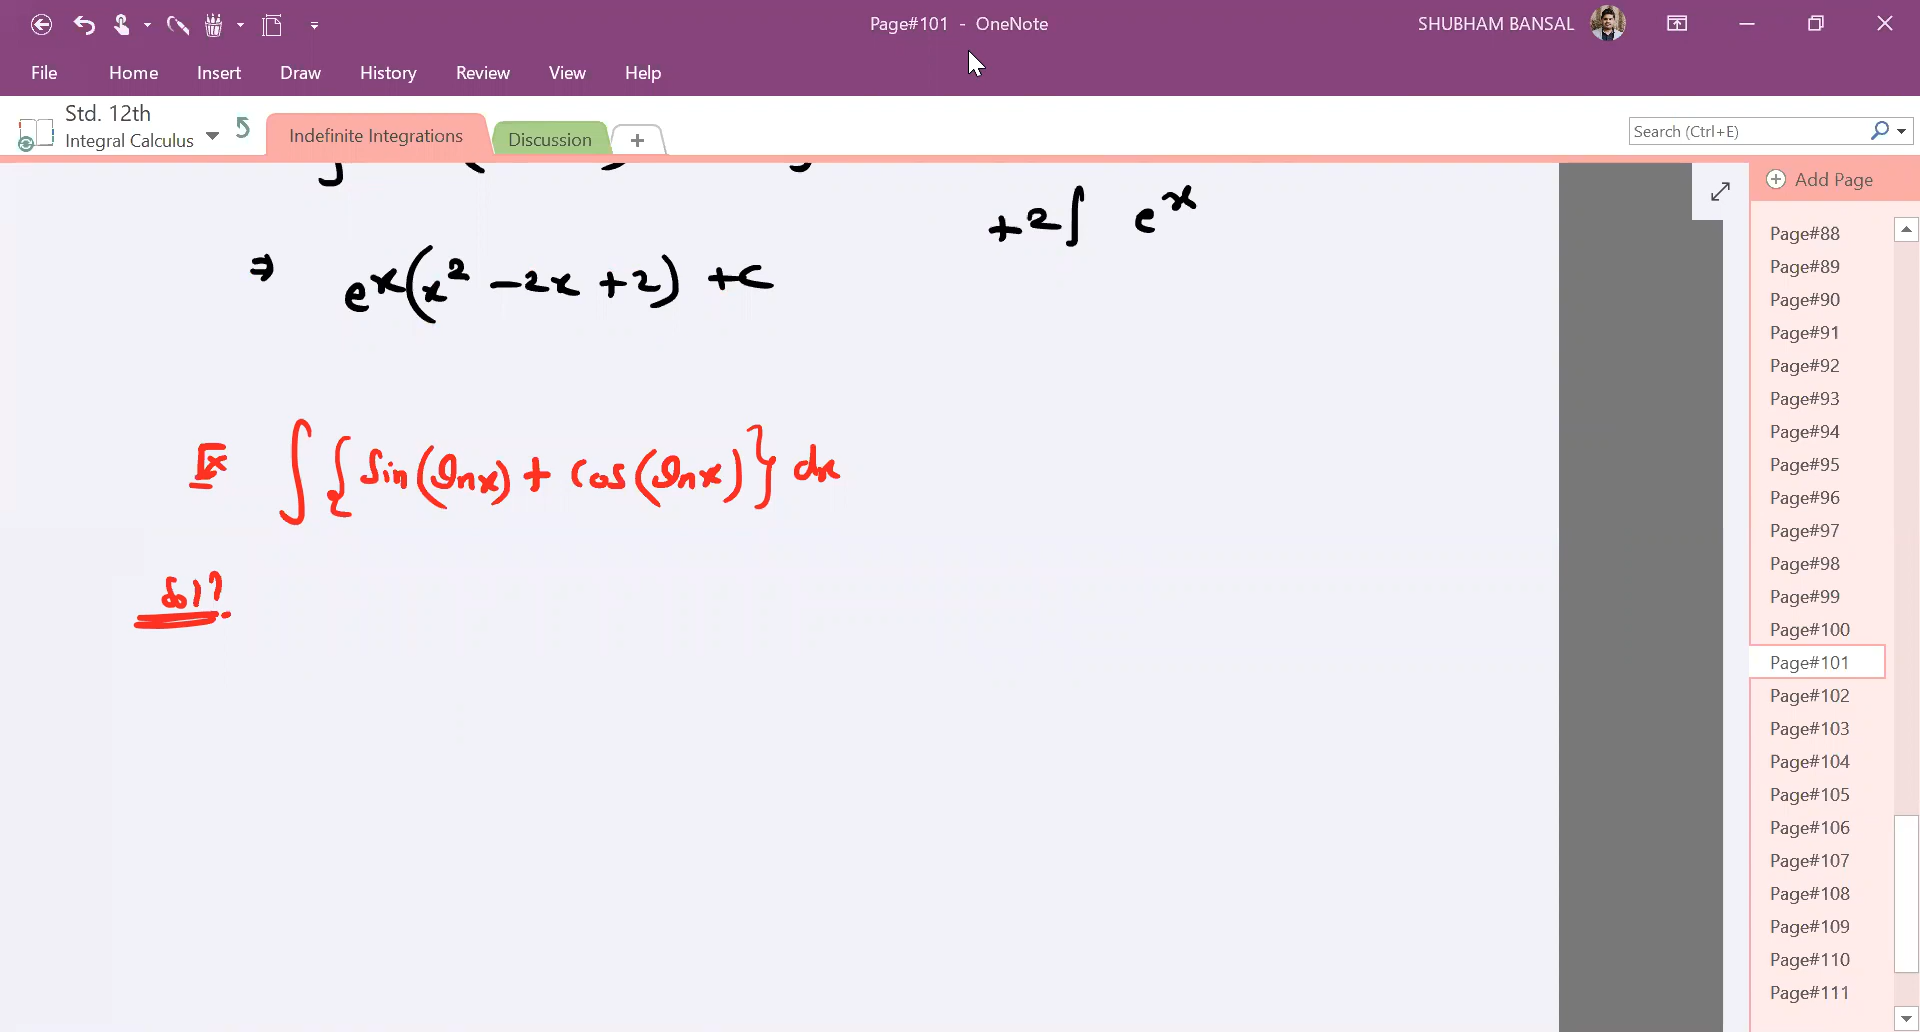 Page#101 - OneNote
SHUBHAM BANSAL
File Home Insert Draw History Review View Help
Std. 12th
Integral Calculus
Indefinite Integrations
Discussion
+
Search (Ctrl+E)
Add Page
+2∫ e^x
⇒ e^x(x^2 -2x +2) +c
Ex ∫{sin(lnx) + cos(lnx)} dx
Sol?
Page#88
Page#89
Page#90
Page#91
Page#92
Page#93
Page#94
Page#95
Page#96
Page#97
Page#98
Page#99
Page#100
Page#101
Page#102
Page#103
Page#104
Page#105
Page#106
Page#107
Page#108
Page#109
Page#110
Page#111